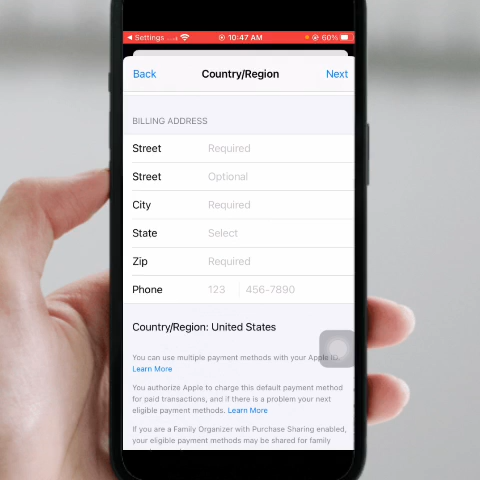 Settings 10:47 AM 60%
Back Country/Region Next
BILLING ADDRESS
Street Required
Street Optional
City Required
State Select
Zip Required
Phone 123 456-7890
Country/Region: United States
You can use multiple payment methods with your Apple ID.
Learn More
You authorize Apple to charge this default payment method
for paid transactions, and if there is a problem your next
eligible payment methods. Learn More
If you are a Family Organizer with Purchase Sharing enabled,
your eligible payment methods may be shared for family